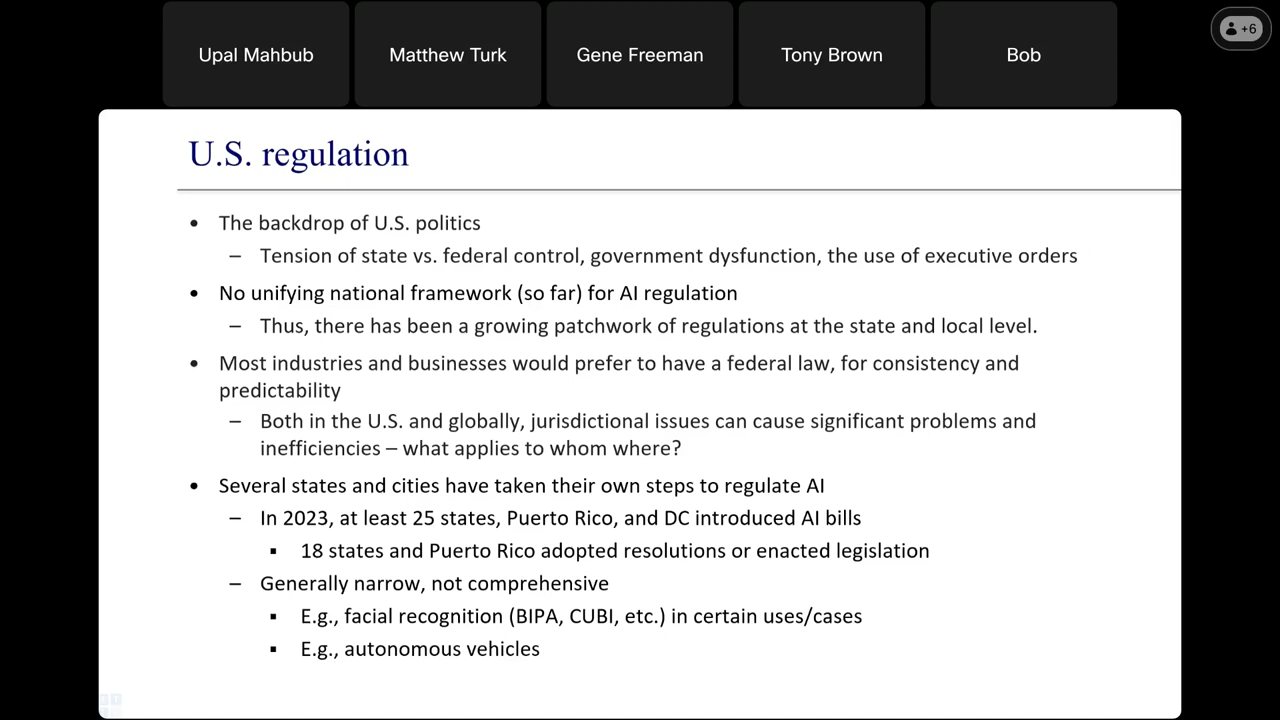 Upal Mahbub
Matthew Turk
Gene Freeman
Tony Brown
Bob
+6
U.S. regulation
• The backdrop of U.S. politics
– Tension of state vs. federal control, government dysfunction, the use of executive orders
• No unifying national framework (so far) for AI regulation
– Thus, there has been a growing patchwork of regulations at the state and local level.
• Most industries and businesses would prefer to have a federal law, for consistency and
predictability
– Both in the U.S. and globally, jurisdictional issues can cause significant problems and
inefficiencies – what applies to whom where?
• Several states and cities have taken their own steps to regulate AI
– In 2023, at least 25 states, Puerto Rico, and DC introduced AI bills
▪ 18 states and Puerto Rico adopted resolutions or enacted legislation
– Generally narrow, not comprehensive
▪ E.g., facial recognition (BIPA, CUBI, etc.) in certain uses/cases
▪ E.g., autonomous vehicles